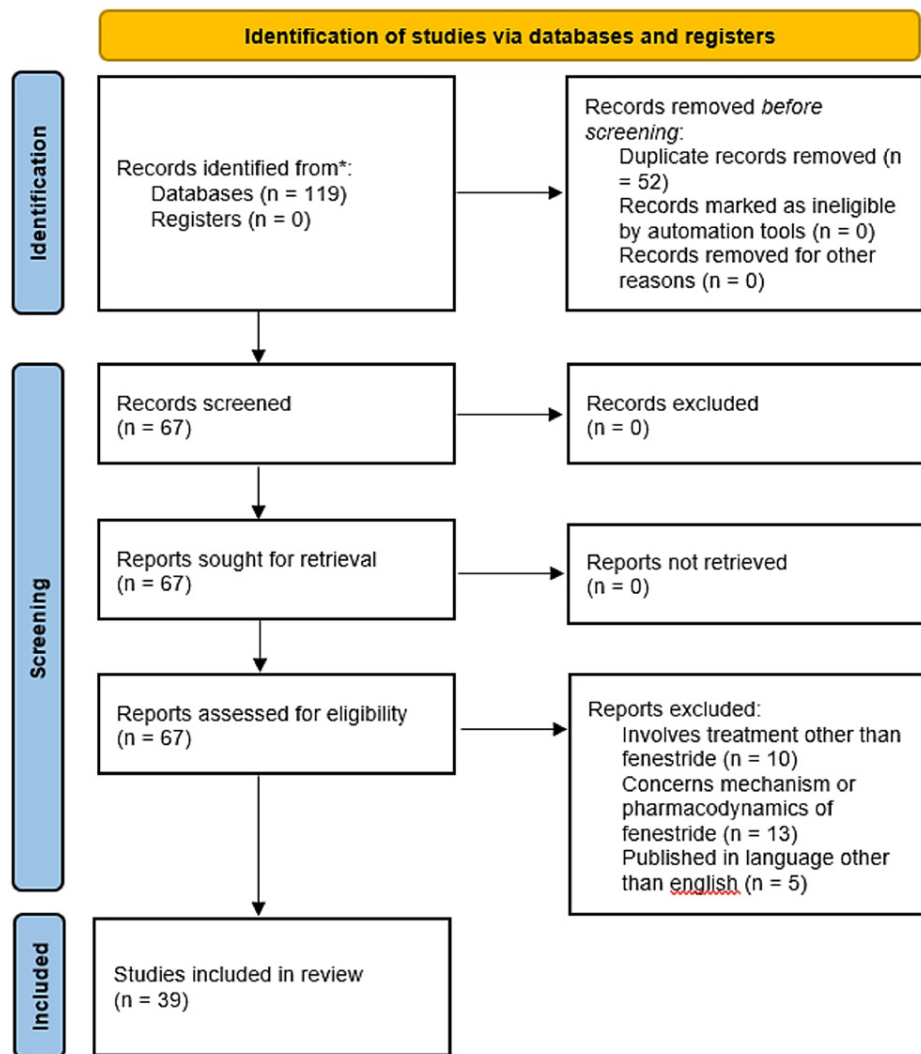 Identification of studies via databases and registers
Identification
Records identified from*:
Databases (n = 119)
Registers (n = 0)
Records removed before
screening:
Duplicate records removed (n
= 52)
Records marked as ineligible
by automation tools (n = 0)
Records removed for other
reasons (n = 0)
Screening
Records screened
(n = 67)
Records excluded
(n = 0)
Reports sought for retrieval
(n = 67)
Reports not retrieved
(n = 0)
Reports assessed for eligibility
(n = 67)
Reports excluded:
Involves treatment other than
fenestride (n = 10)
Concerns mechanism or
pharmacodynamics of
fenestride (n = 13)
Published in language other
than english (n = 5)
Included
Studies included in review
(n = 39)